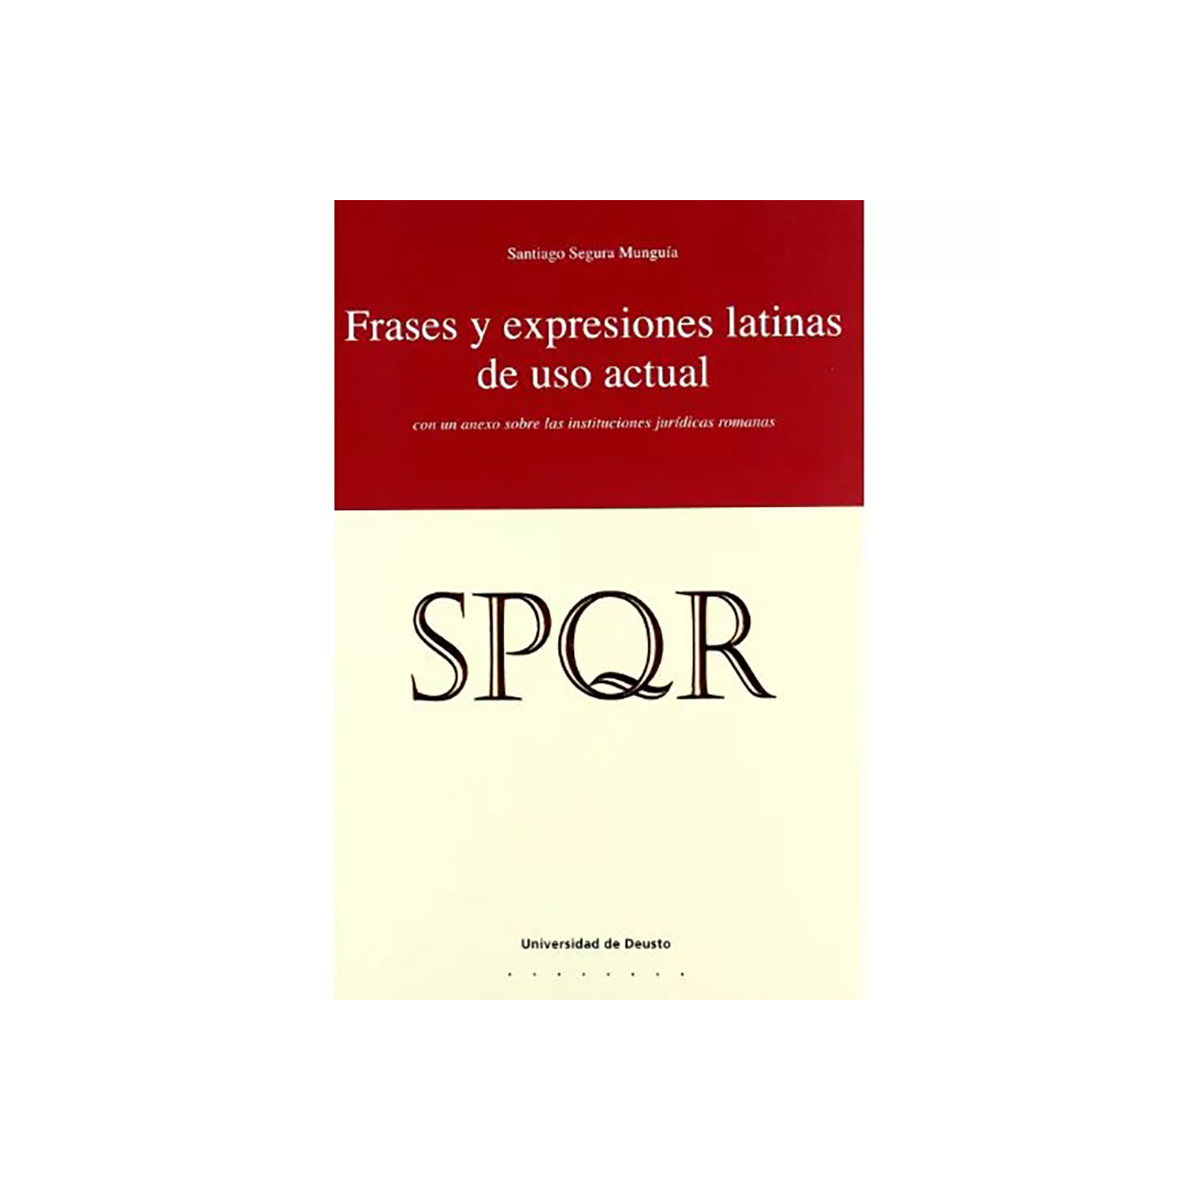 Santiago Segura Munguía
Frases y expresiones latinas
de uso actual
con un anexo sobre las instituciones jurídicas romanas
SPQR
Universidad de Deusto